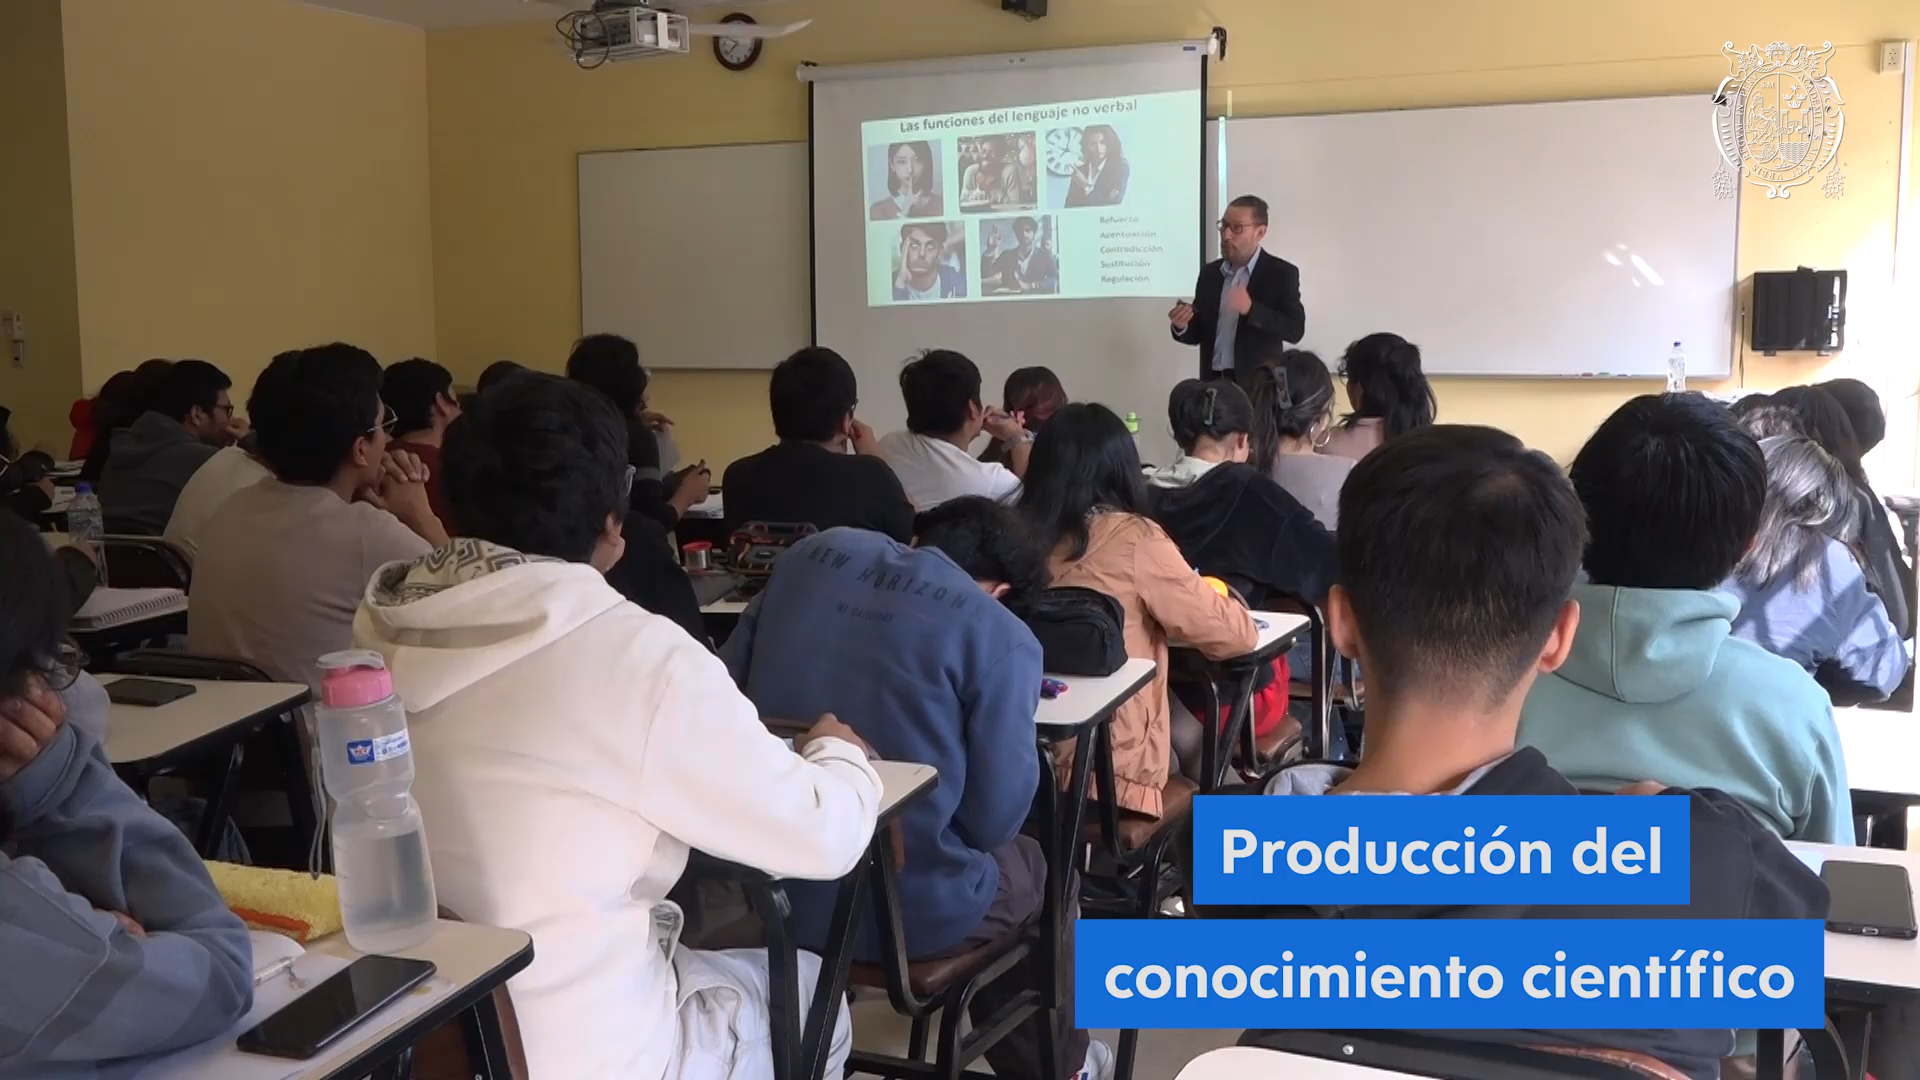 Las funciones del lenguaje no verbal
Refuerzo
Acentuación
Contradicción
Sustitución
Regulación
NEW HORIZONS
Producción del
conocimiento científico